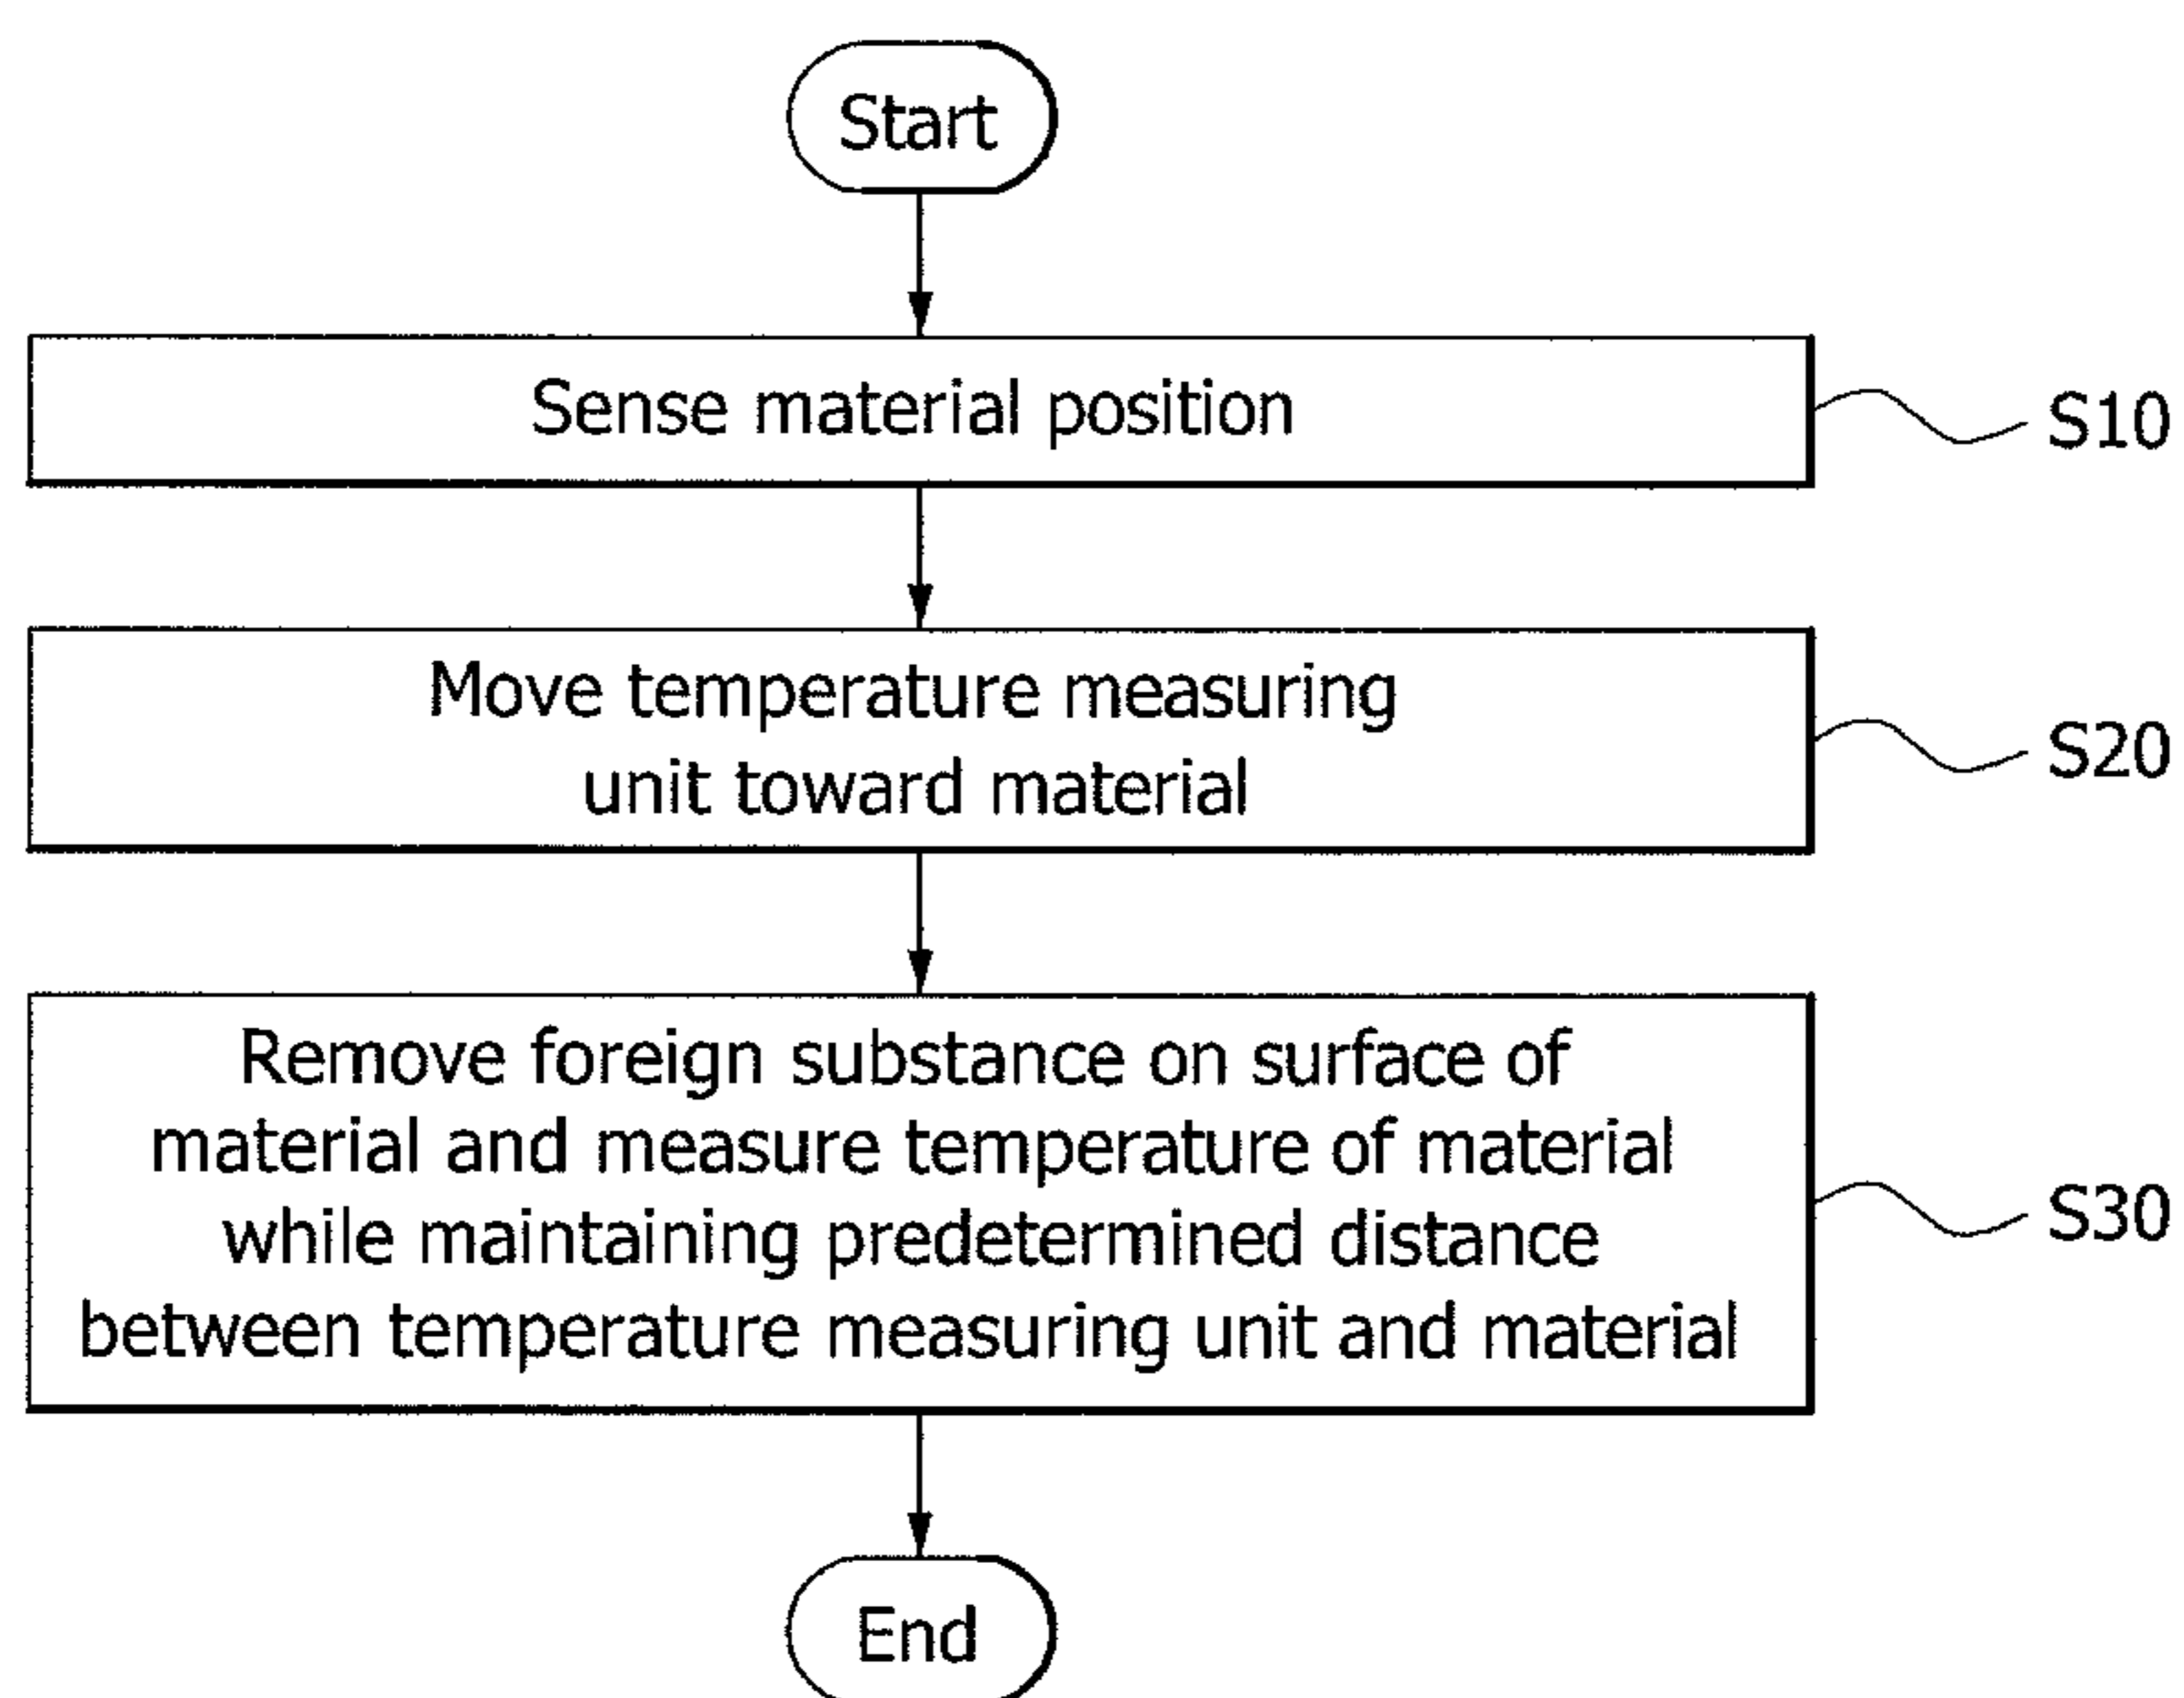 Start
Sense material position
S10
Move temperature measuring
unit toward material
S20
Remove foreign substance on surface of
material and measure temperature of material
while maintaining predetermined distance
between temperature measuring unit and material
S30
End